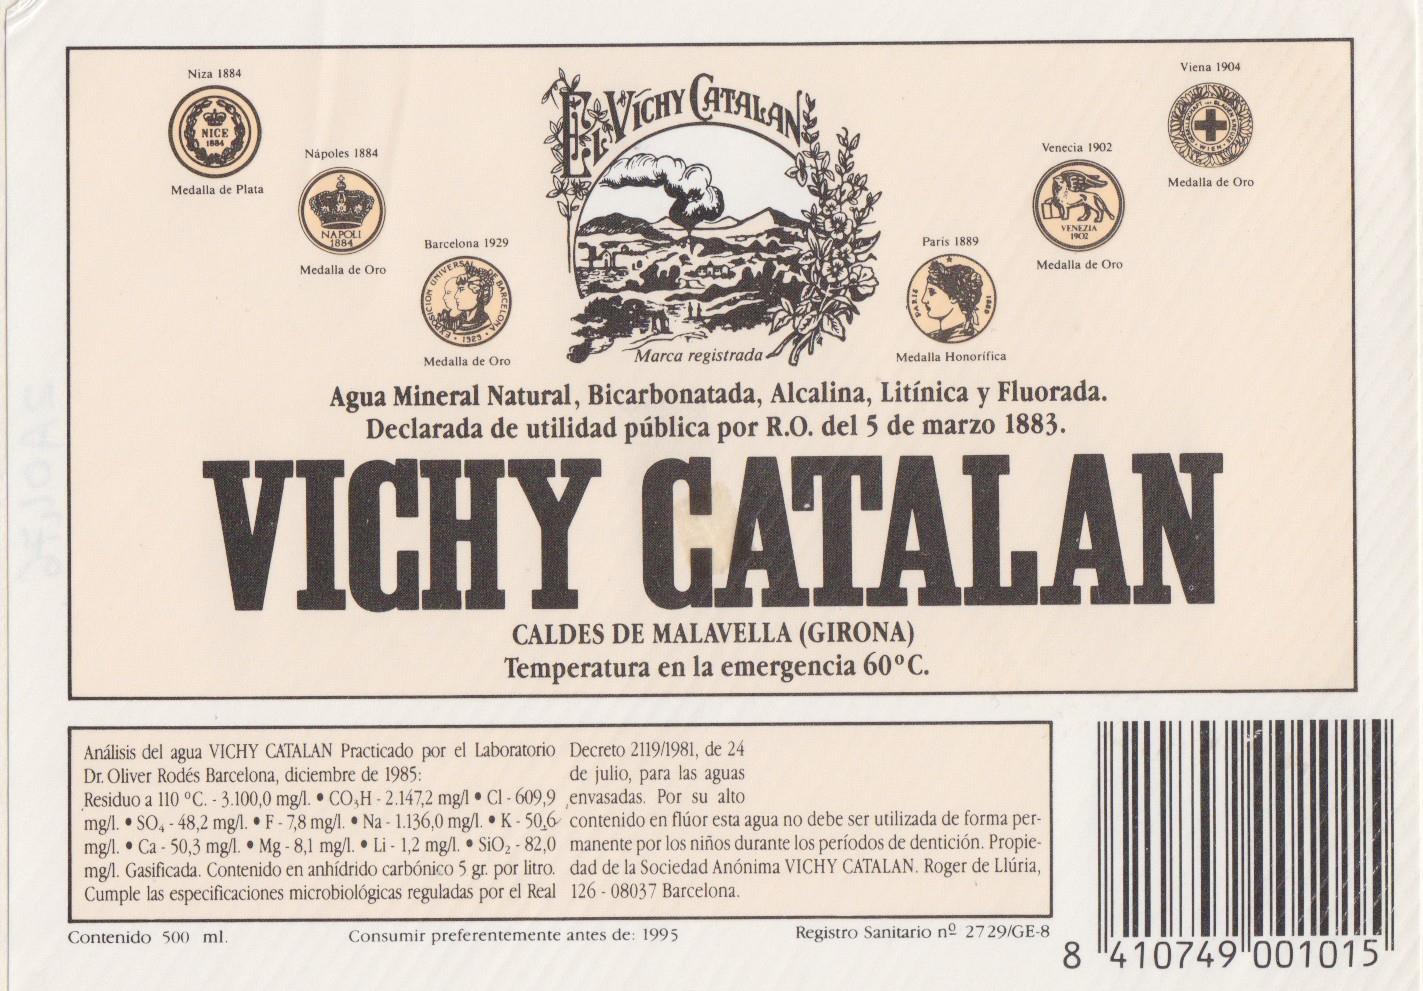 Niza 1884
NICE
1884
Medalla de Plata
Nápoles 1884
NAPOLI
1884
Medalla de Oro
Barcelona 1929
EXPOSICION UNIVERSAL DE BARCELONA
1929
Medalla de Oro
EL VICHY CATALAN
Marca registrada
París 1889
PARIS 1889
Medalla Honorífica
Venecia 1902
VENEZIA
1902
Medalla de Oro
Viena 1904
WIEN
Medalla de Oro
Agua Mineral Natural, Bicarbonatada, Alcalina, Litínica y Fluorada.
Declarada de utilidad pública por R.O. del 5 de marzo 1883.
VICHY CATALAN
CALDES DE MALAVELLA (GIRONA)
Temperatura en la emergencia 60ºC.
Análisis del agua VICHY CATALAN Practicado por el Laboratorio
Dr. Oliver Rodés Barcelona, diciembre de 1985:
Residuo a 110 ºC. - 3.100,0 mg/l. • CO₃H - 2.147,2 mg/l • Cl - 609,9
mg/l. • SO₄ - 48,2 mg/l. • F - 7,8 mg/l. • Na - 1.136,0 mg/l. • K - 50,6
mg/l. • Ca - 50,3 mg/l. • Mg - 8,1 mg/l. • Li - 1,2 mg/l. • SiO₂ - 82,0
mg/l. Gasificada. Contenido en anhídrido carbónico 5 gr. por litro.
Cumple las especificaciones microbiológicas reguladas por el Real
Decreto 2119/1981, de 24
de julio, para las aguas
envasadas. Por su alto
contenido en flúor esta agua no debe ser utilizada de forma per-
manente por los niños durante los períodos de dentición. Propie-
dad de la Sociedad Anónima VICHY CATALAN. Roger de Llúria,
126 - 08037 Barcelona.
Contenido 500 ml.
Consumir preferentemente antes de: 1995
Registro Sanitario nº 2729/GE-8
8 410749 001015